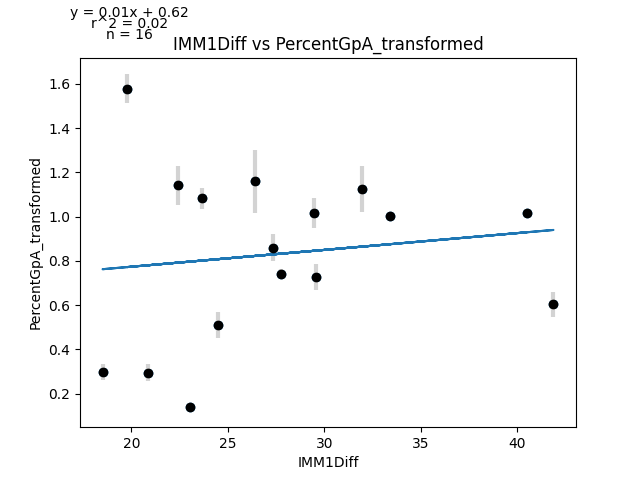 y = 0.01x + 0.62
r^2 = 0.02
n = 16
IMM1Diff vs PercentGpA_transformed
PercentGpA_transformed
1.6
1.4
1.2
1.0
0.8
0.6
0.4
0.2
20 25 30 35 40
IMM1Diff